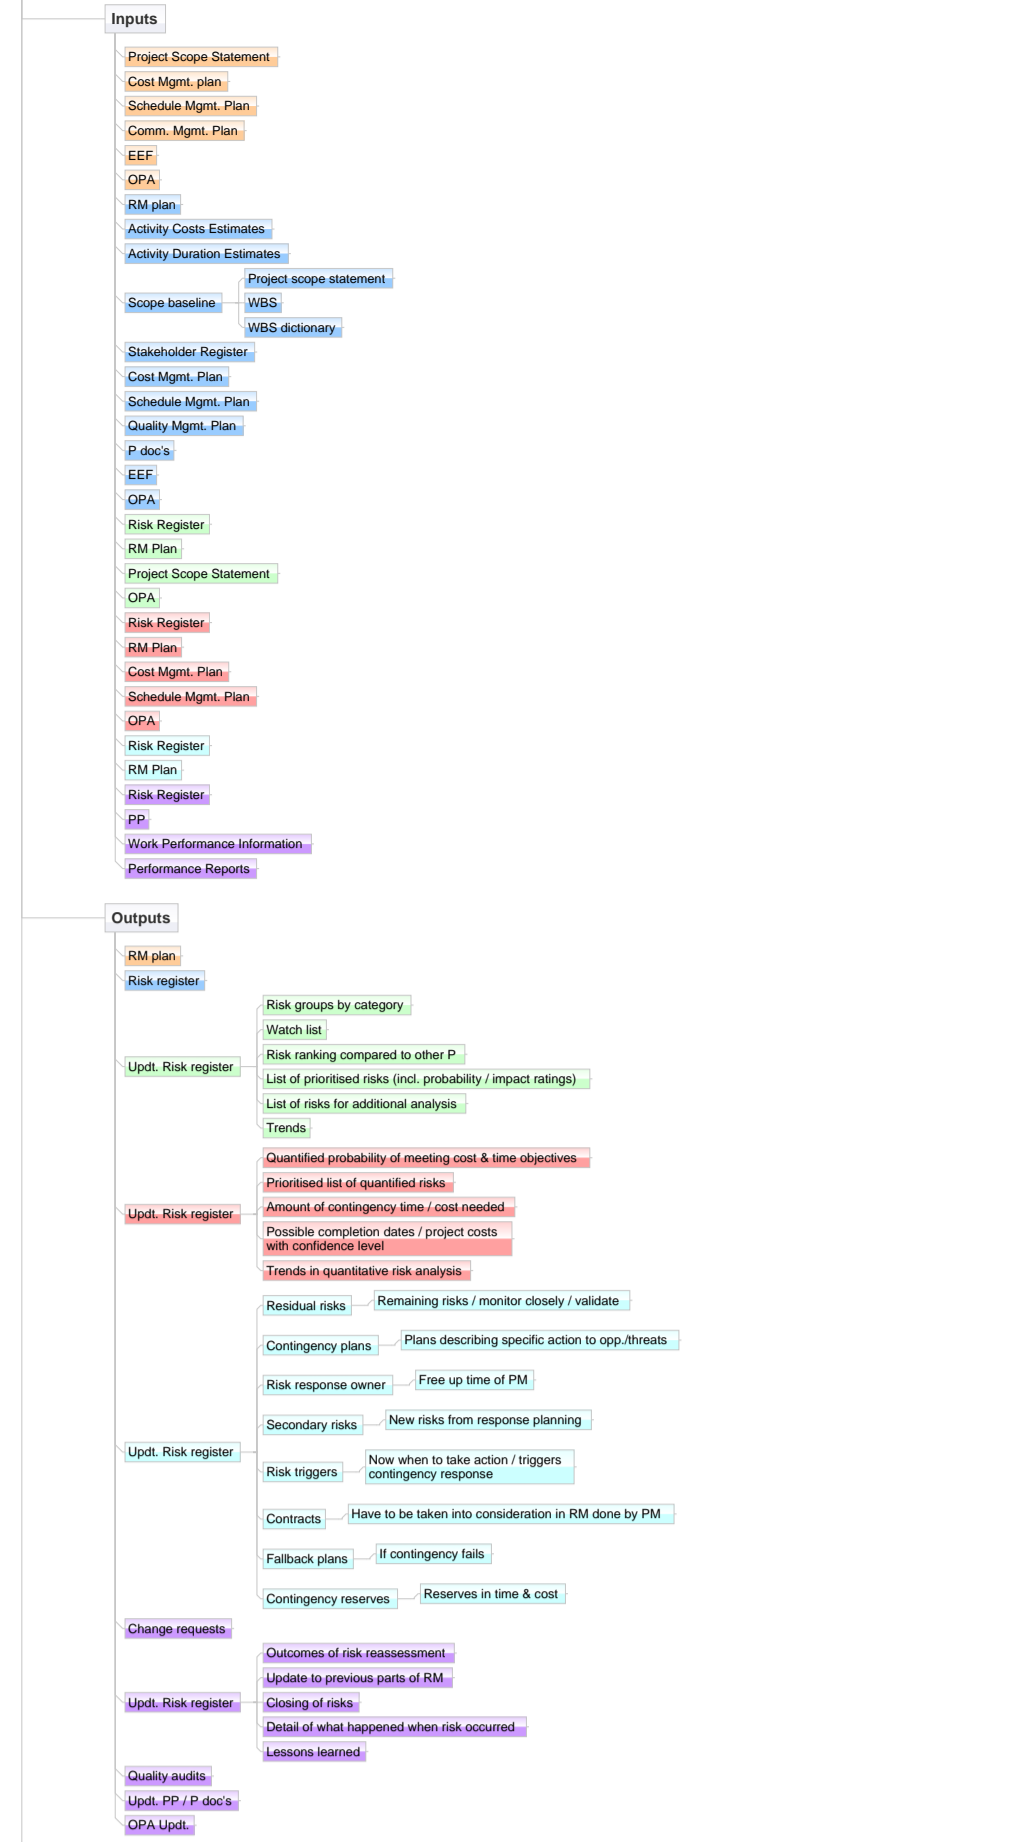 Inputs
Project Scope Statement
Cost Mgmt. plan
Schedule Mgmt. Plan
Comm. Mgmt. Plan
EEF
OPA
RM plan
Activity Costs Estimates
Activity Duration Estimates
Scope baseline
Project scope statement
WBS
WBS dictionary
Stakeholder Register
Cost Mgmt. Plan
Schedule Mgmt. Plan
Quality Mgmt. Plan
P doc's
EEF
OPA
Risk Register
RM Plan
Project Scope Statement
OPA
Risk Register
RM Plan
Cost Mgmt. Plan
Schedule Mgmt. Plan
OPA
Risk Register
RM Plan
Risk Register
PP
Work Performance Information
Performance Reports
Outputs
RM plan
Risk register
Updt. Risk register
Risk groups by category
Watch list
Risk ranking compared to other P
List of prioritised risks (incl. probability / impact ratings)
List of risks for additional analysis
Trends
Updt. Risk register
Quantified probability of meeting cost & time objectives
Prioritised list of quantified risks
Amount of contingency time / cost needed
Possible completion dates / project costs
with confidence level
Trends in quantitative risk analysis
Updt. Risk register
Residual risks
Remaining risks / monitor closely / validate
Contingency plans
Plans describing specific action to opp./threats
Risk response owner
Free up time of PM
Secondary risks
New risks from response planning
Risk triggers
Now when to take action / triggers
contingency response
Contracts
Have to be taken into consideration in RM done by PM
Fallback plans
If contingency fails
Contingency reserves
Reserves in time & cost
Change requests
Updt. Risk register
Outcomes of risk reassessment
Update to previous parts of RM
Closing of risks
Detail of what happened when risk occurred
Lessons learned
Quality audits
Updt. PP / P doc's
OPA Updt.